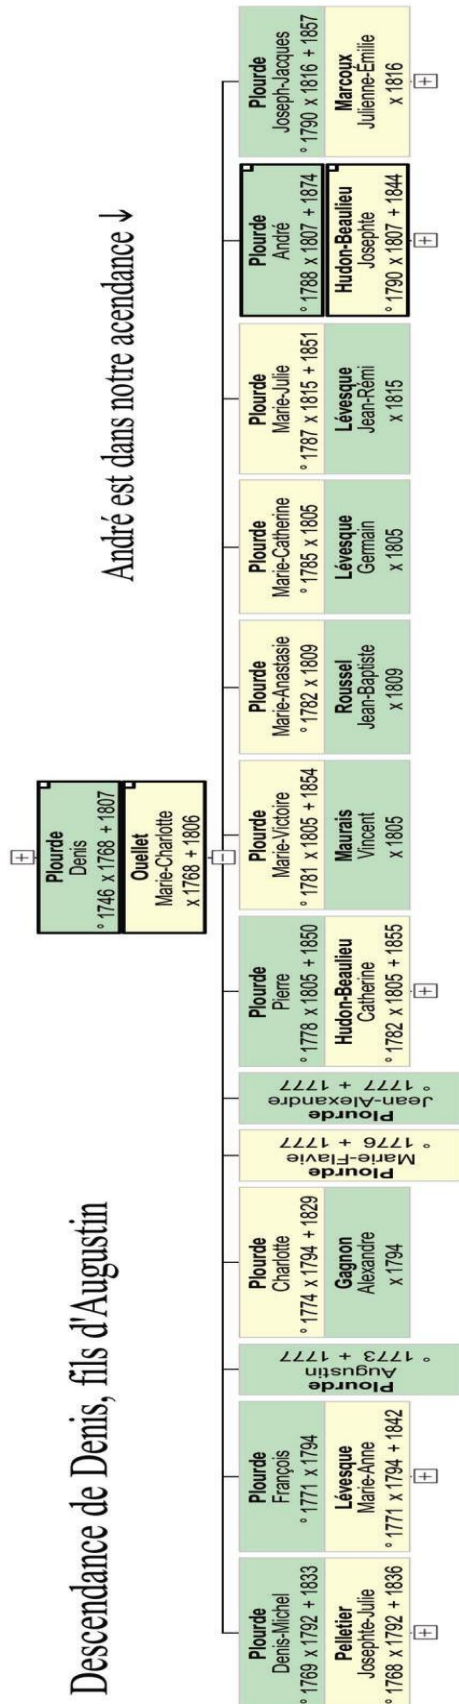 Descendance de Denis, fils d'Augustin
André est dans notre acendance ↓
Plourde
Denis
° 1746 x 1768 + 1807
Ouellet
Marie-Charlotte
x 1768 + 1806
Plourde
Denis-Michel
° 1769 x 1792 + 1833
Pelletier
Josephte-Julie
° 1768 x 1792 + 1836
Plourde
François
° 1771 x 1794
Lévesque
Marie-Anne
° 1771 x 1794 + 1842
Plourde
Augustin
° 1773 + 1777
Plourde
Charlotte
° 1774 x 1794 + 1829
Gagnon
Alexandre
x 1794
Plourde
Marie-Flavie
° 1776 + 1777
Plourde
Jean-Alexandre
° 1777 + 1777
Plourde
Pierre
° 1778 x 1805 + 1850
Hudon-Beaulieu
Catherine
° 1782 x 1805 + 1855
Plourde
Marie-Victoire
° 1781 x 1805 + 1854
Maurais
Vincent
x 1805
Plourde
Marie-Anastasie
° 1782 x 1809
Roussel
Jean-Baptiste
x 1809
Plourde
Marie-Catherine
° 1785 x 1805
Lévesque
Germain
x 1805
Plourde
Marie-Julie
° 1787 x 1815 + 1851
Lévesque
Jean-Rémi
x 1815
Plourde
André
° 1788 x 1807 + 1874
Hudon-Beaulieu
Josephte
° 1790 x 1807 + 1844
Plourde
Joseph-Jacques
° 1790 x 1816 + 1857
Marcoux
Julienne-Émilie
x 1816